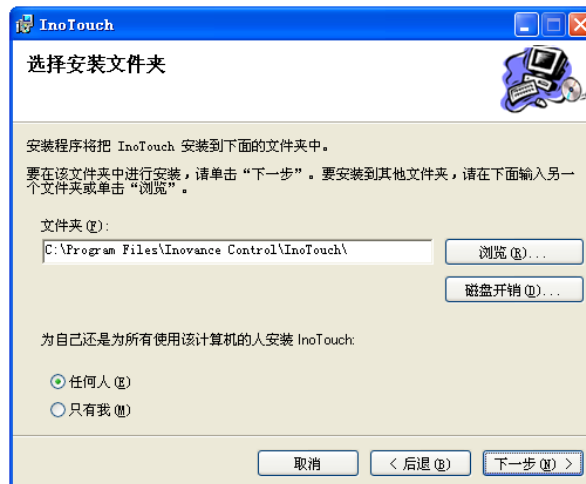 InoTouch
选择安装文件夹
安装程序将把 InoTouch 安装到下面的文件夹中。
要在该文件夹中进行安装，请单击“下一步”。要安装到其他文件夹，请在下面输入另一
个文件夹或单击“浏览”。
文件夹(F):
C:\Program Files\Inovance Control\InoTouch\
浏览(R)...
磁盘开销(D)...
为自己还是为所有使用该计算机的人安装 InoTouch:
任何人(E)
只有我(M)
取消
< 后退(B)
下一步(N) >